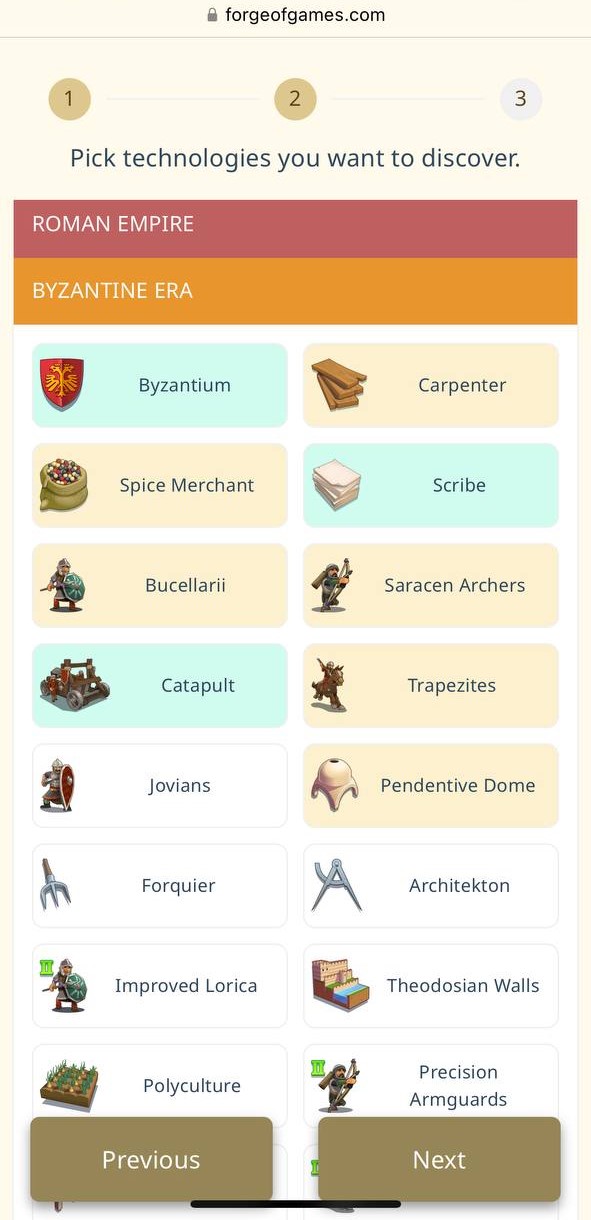 forgeofgames.com
1 2 3
Pick technologies you want to discover.
ROMAN EMPIRE
BYZANTINE ERA
Byzantium
Carpenter
Spice Merchant
Scribe
Bucellarii
Saracen Archers
Catapult
Trapezites
Jovians
Pendentive Dome
Forquier
Architekton
II
Improved Lorica
Theodosian Walls
Polyculture
II
Precision
Armguards
Previous
Next